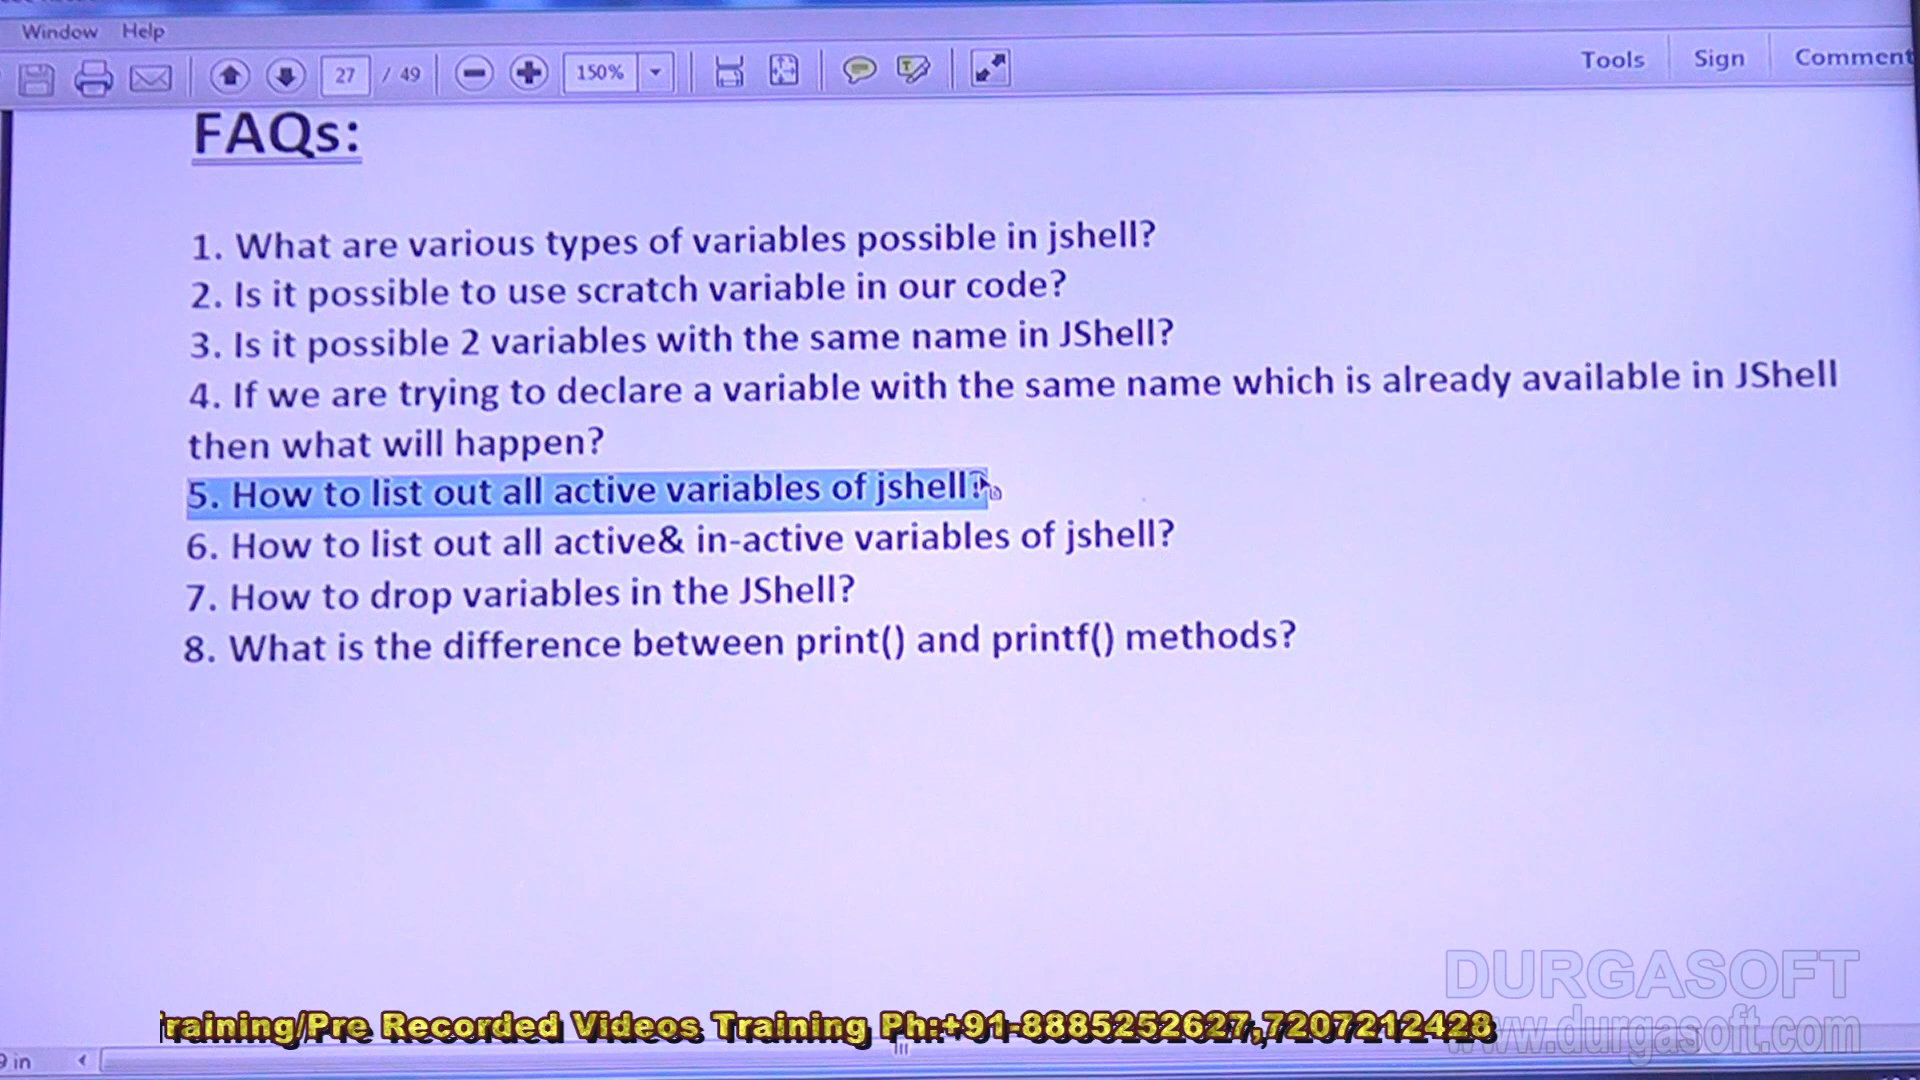 Window Help
27 / 49 150% Tools Sign Comment
FAQs:
1. What are various types of variables possible in jshell?
2. Is it possible to use scratch variable in our code?
3. Is it possible 2 variables with the same name in JShell?
4. If we are trying to declare a variable with the same name which is already available in JShell
then what will happen?
5. How to list out all active variables of jshell?
6. How to list out all active& in-active variables of jshell?
7. How to drop variables in the JShell?
8. What is the difference between print() and printf() methods?
DURGASOFT
raining/Pre Recorded Videos Training Ph:+91-8885252627,7207212428
www.durgasoft.com
in